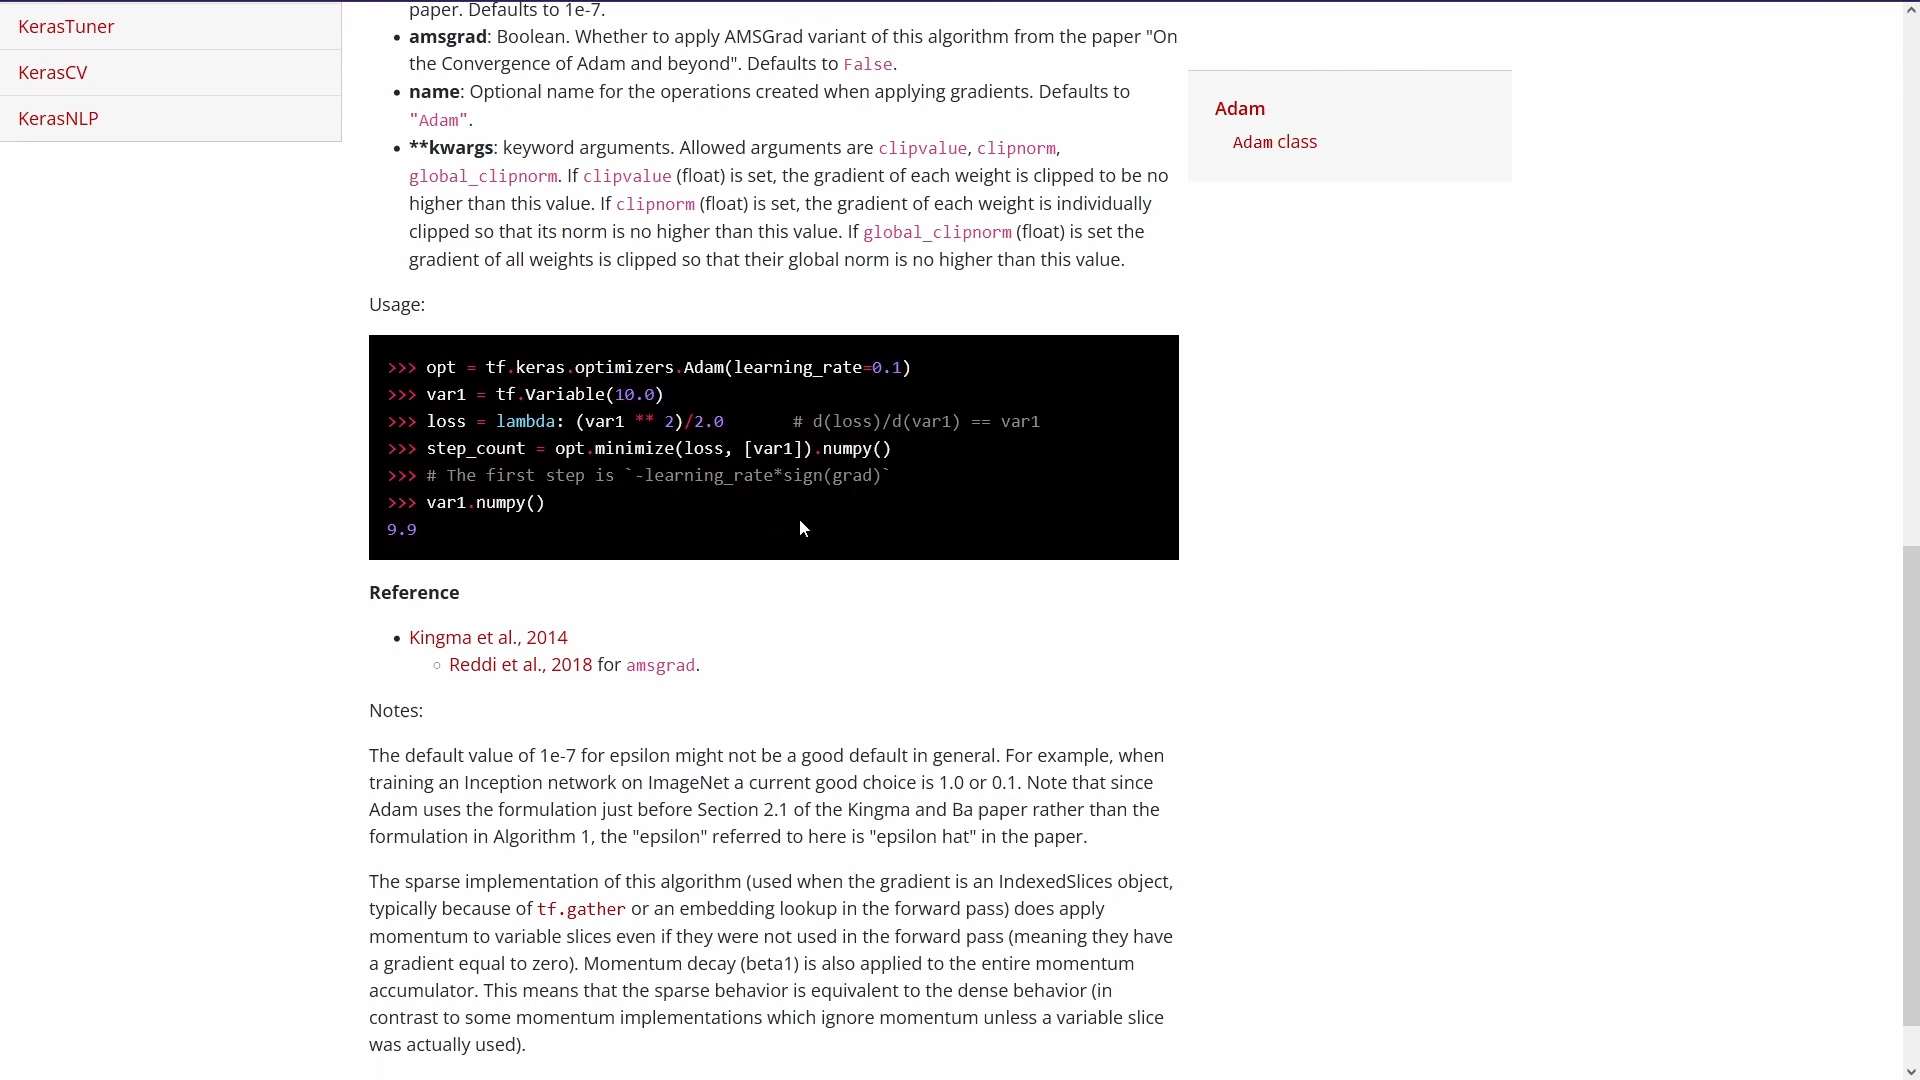 KerasTuner
KerasCV
KerasNLP
paper. Defaults to 1e-7.
• amsgrad: Boolean. Whether to apply AMSGrad variant of this algorithm from the paper "On
the Convergence of Adam and beyond". Defaults to False.
• name: Optional name for the operations created when applying gradients. Defaults to
"Adam".
• **kwargs: keyword arguments. Allowed arguments are clipvalue, clipnorm,
global_clipnorm. If clipvalue (float) is set, the gradient of each weight is clipped to be no
higher than this value. If clipnorm (float) is set, the gradient of each weight is individually
clipped so that its norm is no higher than this value. If global_clipnorm (float) is set the
gradient of all weights is clipped so that their global norm is no higher than this value.
Usage:
>>> opt = tf.keras.optimizers.Adam(learning_rate=0.1)
>>> var1 = tf.Variable(10.0)
>>> loss = lambda: (var1 ** 2)/2.0       # d(loss)/d(var1) == var1
>>> step_count = opt.minimize(loss, [var1]).numpy()
>>> # The first step is `-learning_rate*sign(grad)`
>>> var1.numpy()
9.9
Reference
• Kingma et al., 2014
○ Reddi et al., 2018 for amsgrad.
Notes:
The default value of 1e-7 for epsilon might not be a good default in general. For example, when
training an Inception network on ImageNet a current good choice is 1.0 or 0.1. Note that since
Adam uses the formulation just before Section 2.1 of the Kingma and Ba paper rather than the
formulation in Algorithm 1, the "epsilon" referred to here is "epsilon hat" in the paper.
The sparse implementation of this algorithm (used when the gradient is an IndexedSlices object,
typically because of tf.gather or an embedding lookup in the forward pass) does apply
momentum to variable slices even if they were not used in the forward pass (meaning they have
a gradient equal to zero). Momentum decay (beta1) is also applied to the entire momentum
accumulator. This means that the sparse behavior is equivalent to the dense behavior (in
contrast to some momentum implementations which ignore momentum unless a variable slice
was actually used).
Adam
Adam class